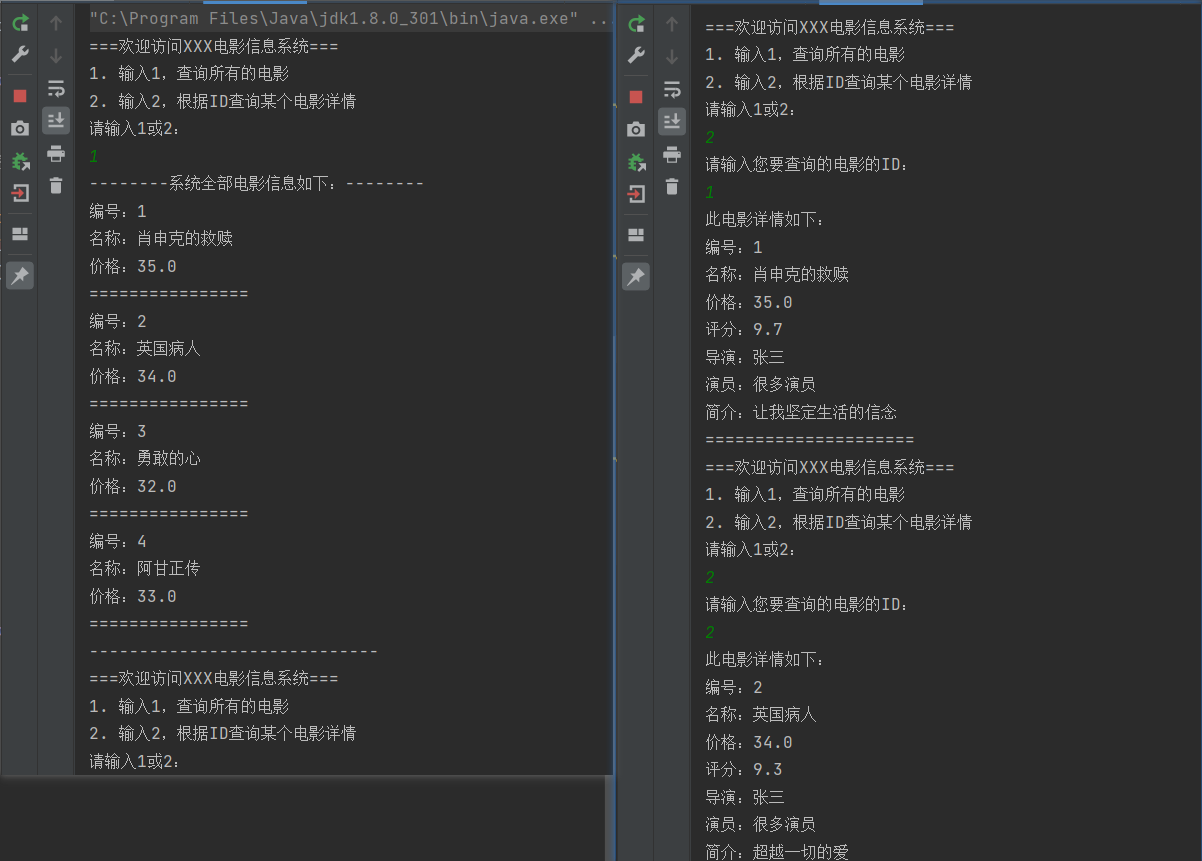 "C:\Program Files\Java\jdk1.8.0_301\bin\java.exe" ...
===欢迎访问XXX电影信息系统===
1. 输入1，查询所有的电影
2. 输入2，根据ID查询某个电影详情
请输入1或2：
1
--------系统全部电影信息如下：--------
编号：1
名称：肖申克的救赎
价格：35.0
================
编号：2
名称：英国病人
价格：34.0
================
编号：3
名称：勇敢的心
价格：32.0
================
编号：4
名称：阿甘正传
价格：33.0
================
-----------------------------
===欢迎访问XXX电影信息系统===
1. 输入1，查询所有的电影
2. 输入2，根据ID查询某个电影详情
请输入1或2：
===欢迎访问XXX电影信息系统===
1. 输入1，查询所有的电影
2. 输入2，根据ID查询某个电影详情
请输入1或2：
2
请输入您要查询的电影的ID：
1
此电影详情如下：
编号：1
名称：肖申克的救赎
价格：35.0
评分：9.7
导演：张三
演员：很多演员
简介：让我坚定生活的信念
=====================
===欢迎访问XXX电影信息系统===
1. 输入1，查询所有的电影
2. 输入2，根据ID查询某个电影详情
请输入1或2：
2
请输入您要查询的电影的ID：
2
此电影详情如下：
编号：2
名称：英国病人
价格：34.0
评分：9.3
导演：张三
演员：很多演员
简介：超越一切的爱